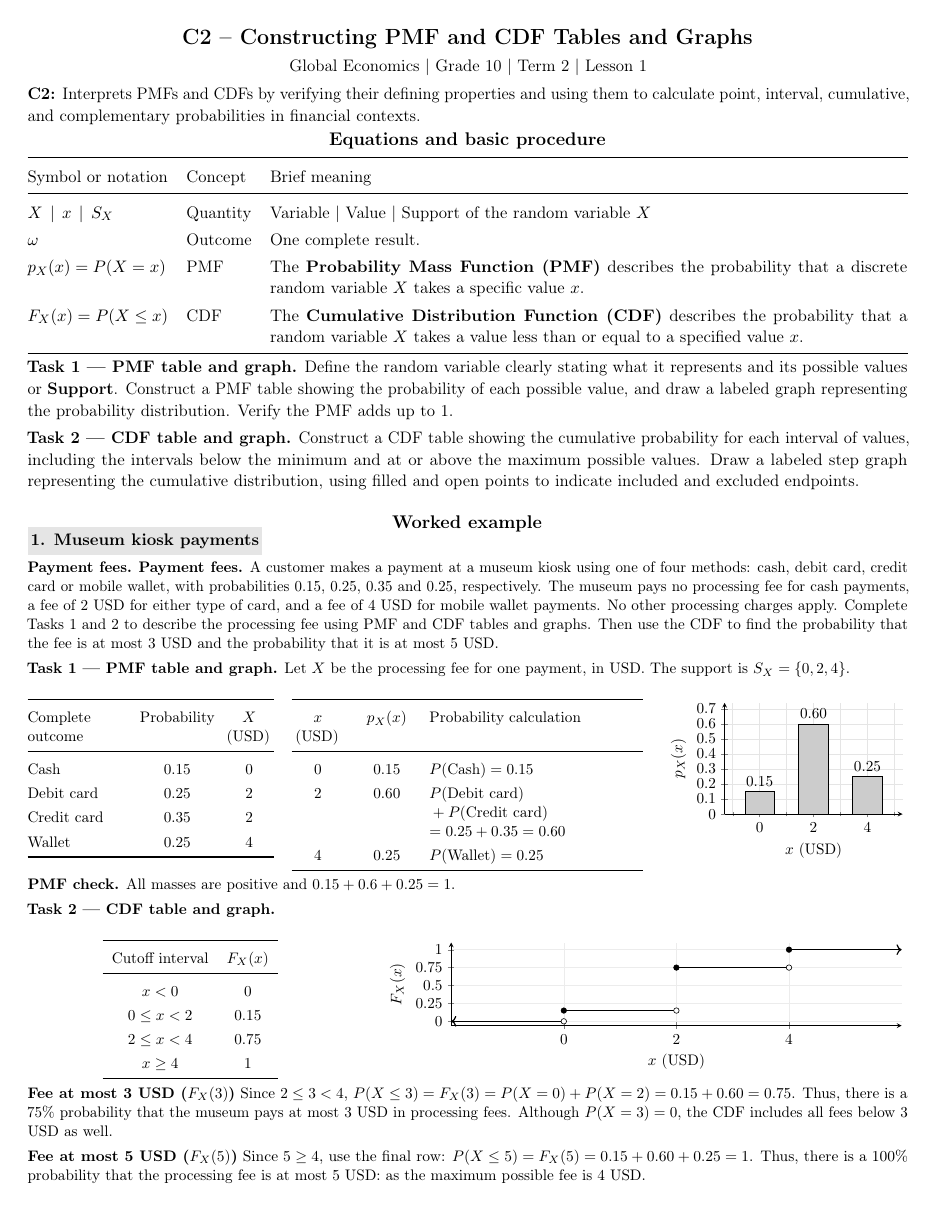 C2 – Constructing PMF and CDF Tables and Graphs
Global Economics | Grade 10 | Term 2 | Lesson 1
C2: Interprets PMFs and CDFs by verifying their defining properties and using them to calculate point, interval, cumulative,
and complementary probabilities in financial contexts.
Equations and basic procedure
Symbol or notation Concept Brief meaning
X | x | S_X Quantity Variable | Value | Support of the random variable X
ω Outcome One complete result.
p_X(x) = P(X = x) PMF The Probability Mass Function (PMF) describes the probability that a discrete
random variable X takes a specific value x.
F_X(x) = P(X ≤ x) CDF The Cumulative Distribution Function (CDF) describes the probability that a
random variable X takes a value less than or equal to a specified value x.
Task 1 — PMF table and graph. Define the random variable clearly stating what it represents and its possible values
or Support. Construct a PMF table showing the probability of each possible value, and draw a labeled graph representing
the probability distribution. Verify the PMF adds up to 1.
Task 2 — CDF table and graph. Construct a CDF table showing the cumulative probability for each interval of values,
including the intervals below the minimum and at or above the maximum possible values. Draw a labeled step graph
representing the cumulative distribution, using filled and open points to indicate included and excluded endpoints.
Worked example
1. Museum kiosk payments
Payment fees. Payment fees. A customer makes a payment at a museum kiosk using one of four methods: cash, debit card, credit
card or mobile wallet, with probabilities 0.15, 0.25, 0.35 and 0.25, respectively. The museum pays no processing fee for cash payments,
a fee of 2 USD for either type of card, and a fee of 4 USD for mobile wallet payments. No other processing charges apply. Complete
Tasks 1 and 2 to describe the processing fee using PMF and CDF tables and graphs. Then use the CDF to find the probability that
the fee is at most 3 USD and the probability that it is at most 5 USD.
Task 1 — PMF table and graph. Let X be the processing fee for one payment, in USD. The support is S_X = {0, 2, 4}.
Complete Probability X
outcome (USD)
Cash 0.15 0
Debit card 0.25 2
Credit card 0.35 2
Wallet 0.25 4
x p_X(x) Probability calculation
(USD)
0 0.15 P(Cash) = 0.15
2 0.60 P(Debit card)
+ P(Credit card)
= 0.25 + 0.35 = 0.60
4 0.25 P(Wallet) = 0.25
p_X(x)
0.7
0.6
0.5
0.4
0.3
0.2
0.1
0
0.15
0.60
0.25
0 2 4
x (USD)
PMF check. All masses are positive and 0.15 + 0.6 + 0.25 = 1.
Task 2 — CDF table and graph.
Cutoff interval F_X(x)
x < 0 0
0 ≤ x < 2 0.15
2 ≤ x < 4 0.75
x ≥ 4 1
F_X(x)
1
0.75
0.5
0.25
0
0 2 4
x (USD)
Fee at most 3 USD (F_X(3)) Since 2 ≤ 3 < 4, P(X ≤ 3) = F_X(3) = P(X = 0) + P(X = 2) = 0.15 + 0.60 = 0.75. Thus, there is a
75% probability that the museum pays at most 3 USD in processing fees. Although P(X = 3) = 0, the CDF includes all fees below 3
USD as well.
Fee at most 5 USD (F_X(5)) Since 5 ≥ 4, use the final row: P(X ≤ 5) = F_X(5) = 0.15 + 0.60 + 0.25 = 1. Thus, there is a 100%
probability that the processing fee is at most 5 USD: as the maximum possible fee is 4 USD.